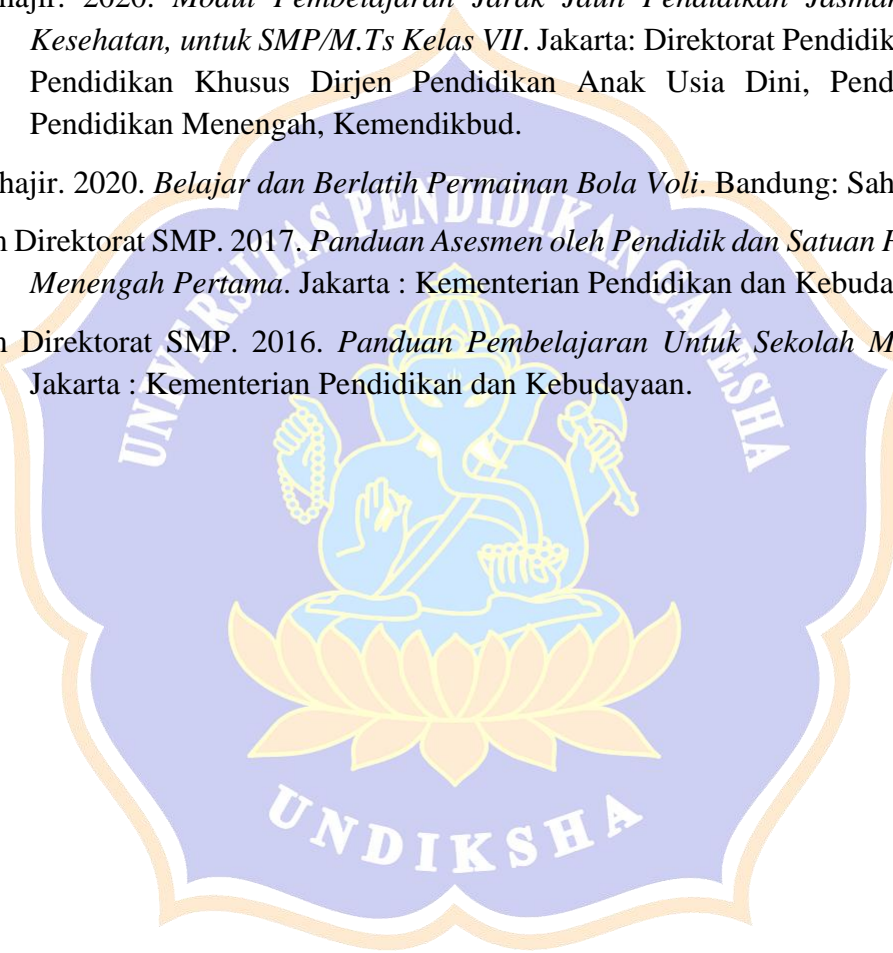 hajir. 2020. Modul Pembelajaran Jarak Jauh Pendidikan Jasman
Kesehatan, untuk SMP/M.Ts Kelas VII. Jakarta: Direktorat Pendidik
Pendidikan Khusus Dirjen Pendidikan Anak Usia Dini, Pend
Pendidikan Menengah, Kemendikbud.
hajir. 2020. Belajar dan Berlatih Permainan Bola Voli. Bandung: Sah
Direktorat SMP. 2017. Panduan Asesmen oleh Pendidik dan Satuan
Menengah Pertama. Jakarta : Kementerian Pendidikan dan Kebuda
Direktorat SMP. 2016. Panduan Pembelajaran Untuk Sekolah M
Jakarta : Kementerian Pendidikan dan Kebudayaan.
UNIVERSITAS PENDIDIKAN GANESHA
UNDIKSHA